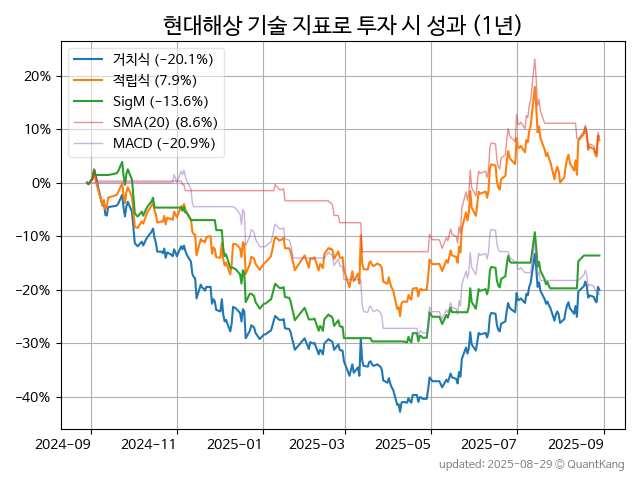 현대해상 기술 지표로 투자 시 성과 (1년)
거치식 (−20.1%)
적립식 (7.9%)
SigM (−13.6%)
SMA(20) (8.6%)
MACD (−20.9%)
20%
10%
0%
−10%
−20%
−30%
−40%
2024-09 2024-11 2025-01 2025-03 2025-05 2025-07 2025-09
updated: 2025-08-29 © QuantKang